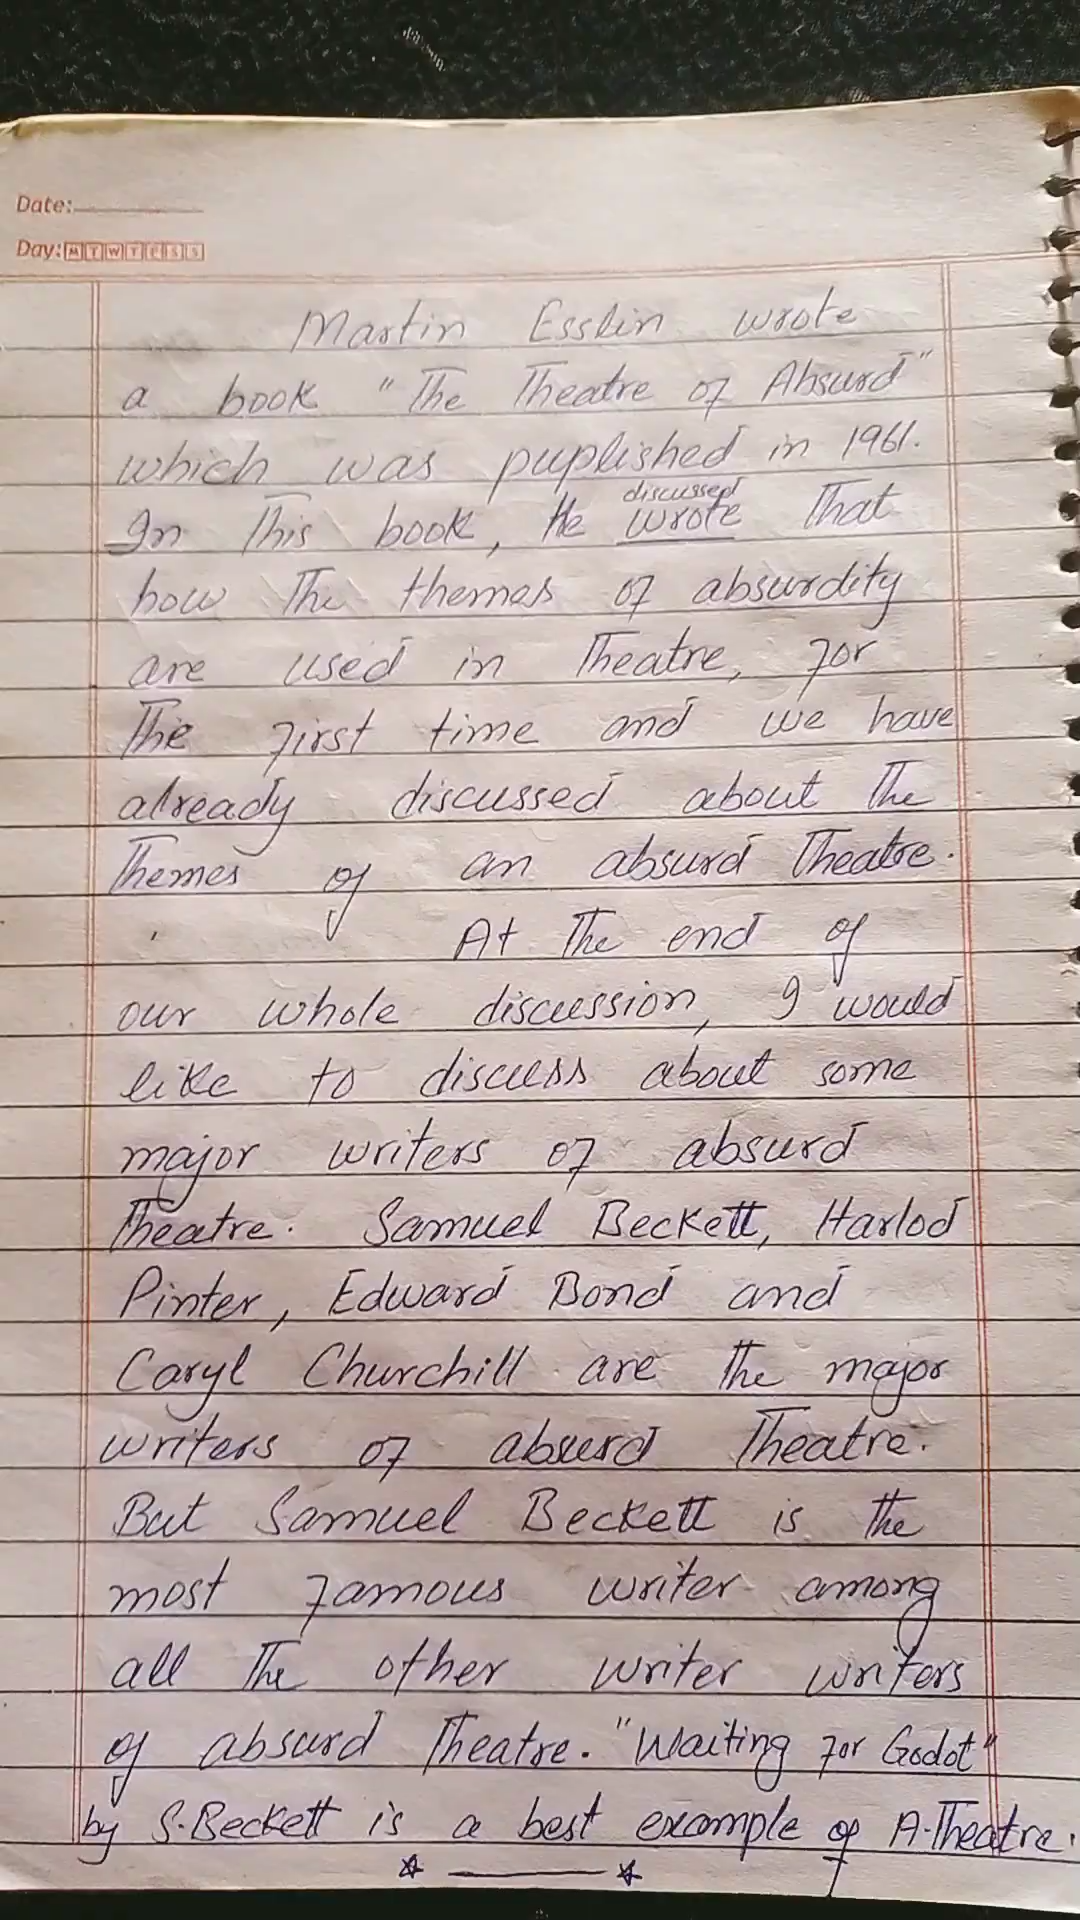 Date:
Day: M T W T F S S
Martin Esslin wrote
a book "The Theatre of Absurd"
which was puplished in 1961.
discussed
In this book, He wrote that
how the themes of absurdity
are used in Theatre, for
the first time and we have
already discussed about the
Themes of an absurd Theatre.
At the end of
our whole discussion, I would
like to discuss about some
major writers of absurd
Theatre. Samuel Beckett, Harlod
Pinter, Edward Bond and
Caryl Churchill are the major
writers of absurd Theatre.
But Samuel Beckett is the
most famous writer among
all the other writer writers
of absurd Theatre. "Waiting for Godot"
by S.Beckett is a best example of A.Theatre.